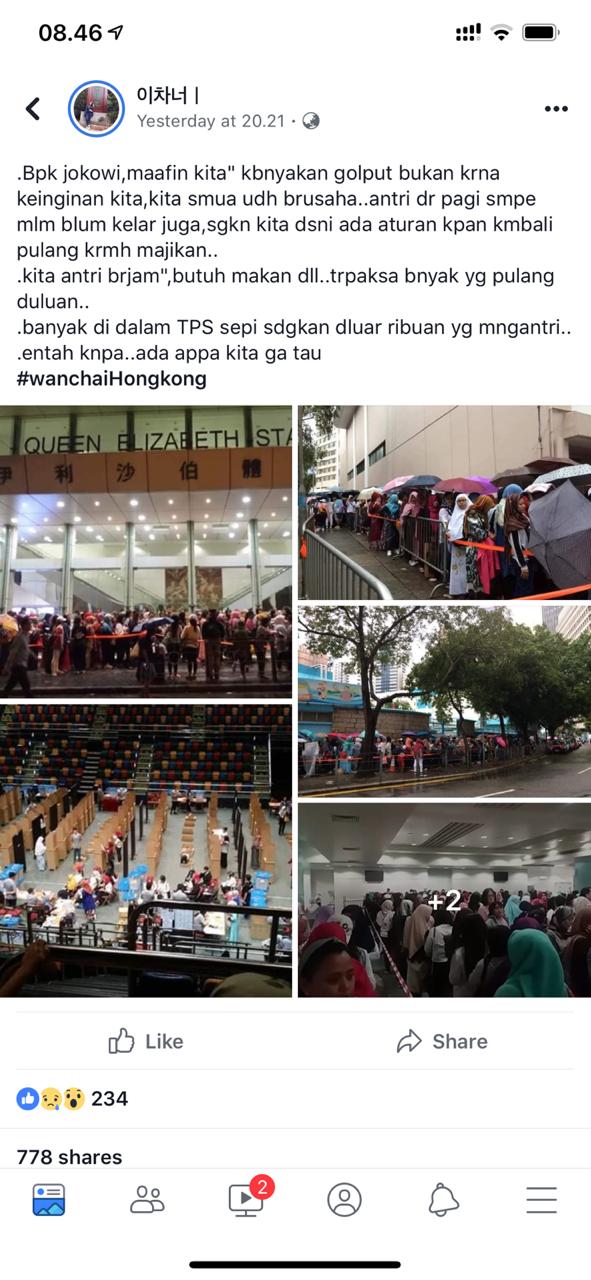 08.46
이차너ㅣ
Yesterday at 20.21 ·
.Bpk jokowi,maafin kita" kbnyakan golput bukan krna
keinginan kita,kita smua udh brusaha..antri dr pagi smpe
mlm blum kelar juga,sgkn kita dsni ada aturan kpan kmbali
pulang krmh majikan..
.kita antri brjam",butuh makan dll..trpaksa bnyak yg pulang
duluan..
.banyak di dalam TPS sepi sdgkan dluar ribuan yg mngantri..
.entah knpa..ada appa kita ga tau
#wanchaiHongkong
QUEEN ELIZABETH STA
伊利沙伯體
+2
Like
Share
234
778 shares
2